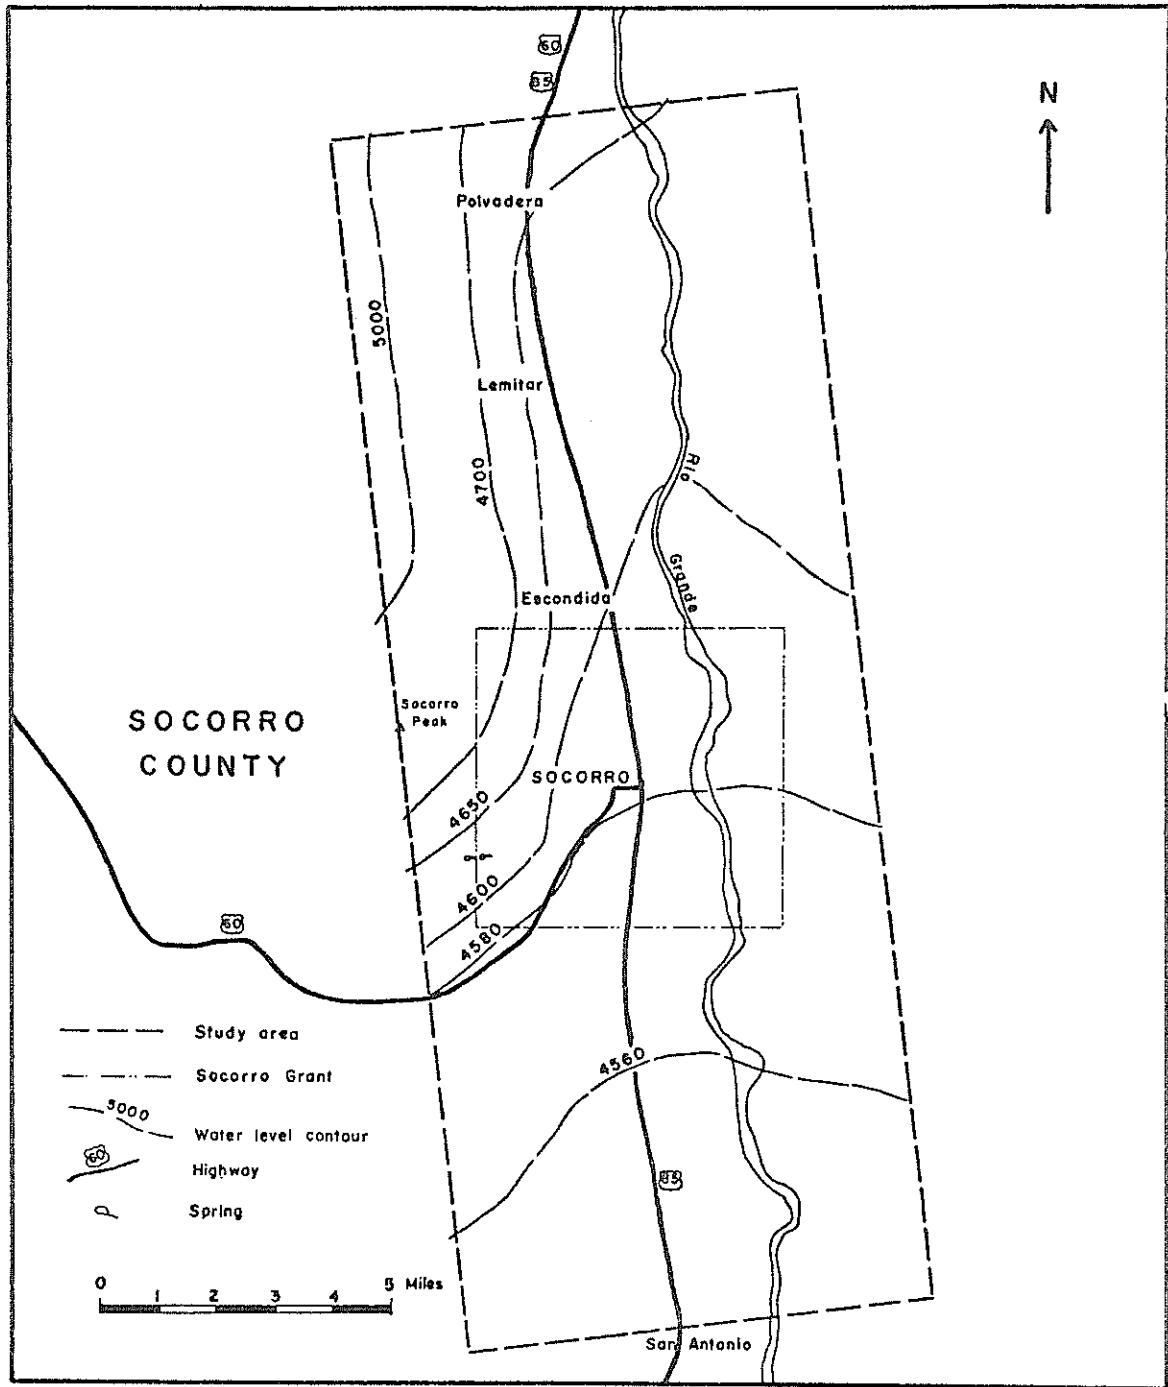 60
85
N
Polvadera
5000
Lemitar
4700
Rio
Grande
Escondida
Socorro
Peak
SOCORRO
COUNTY
SOCORRO
4650
4600
60
4580
Study area
Socorro Grant
4560
5000
Water level contour
60
Highway
85
Spring
0 1 2 3 4 5 Miles
San Antonio